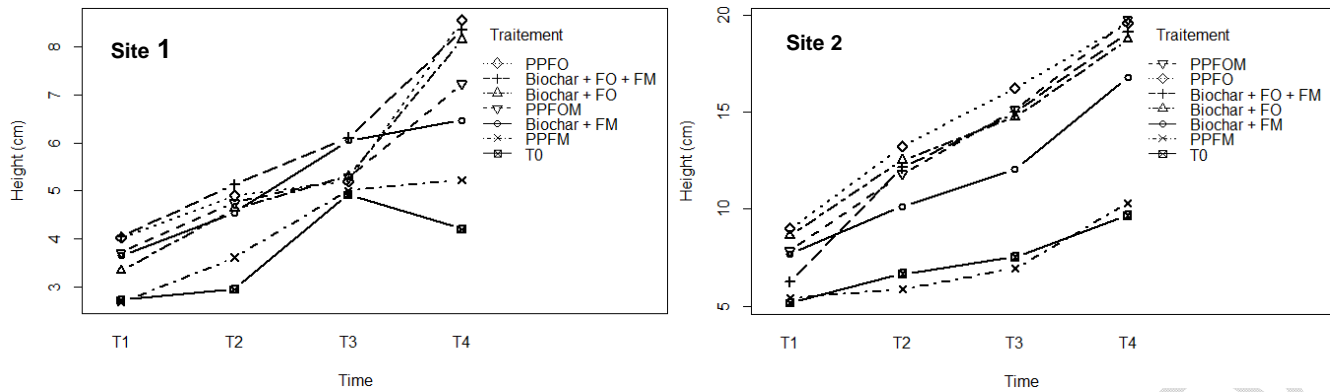 Site 1
Traitement
PPFO
Biochar + FO + FM
Biochar + FO
PPFOM
Biochar + FM
PPFM
T0
Height (cm)
8
7
6
5
4
3
T1 T2 T3 T4
Time
Site 2
Traitement
PPFOM
PPFO
Biochar + FO + FM
Biochar + FO
Biochar + FM
PPFM
T0
Height (cm)
20
15
10
5
T1 T2 T3 T4
Time